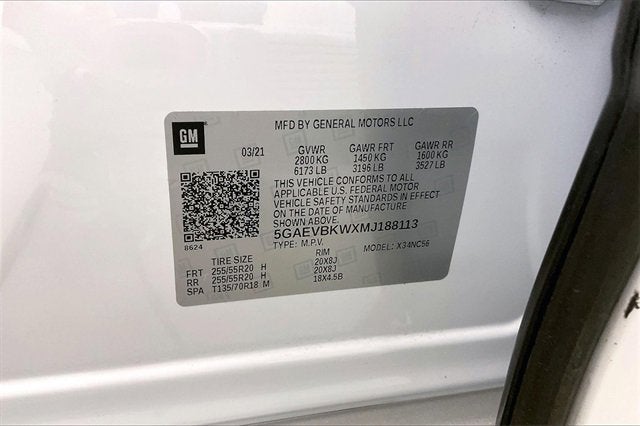 GM
MFD BY GENERAL MOTORS LLC
03/21 GVWR GAWR FRT GAWR RR
2800 KG 1450 KG 1600 KG
6173 LB 3196 LB 3527 LB
THIS VEHICLE CONFORMS TO ALL
APPLICABLE U.S. FEDERAL MOTOR
VEHICLE SAFETY STANDARDS IN EFFECT
ON THE DATE OF MANUFACTURE
SHOWN ABOVE.
5GAEVBKWXMJ188113
8624
TYPE: M.P.V. MODEL: X34NC56
TIRE SIZE RIM
FRT 255/55R20 H 20X8J
RR 255/55R20 H 20X8J
SPA T135/70R18 M 18X4.5B